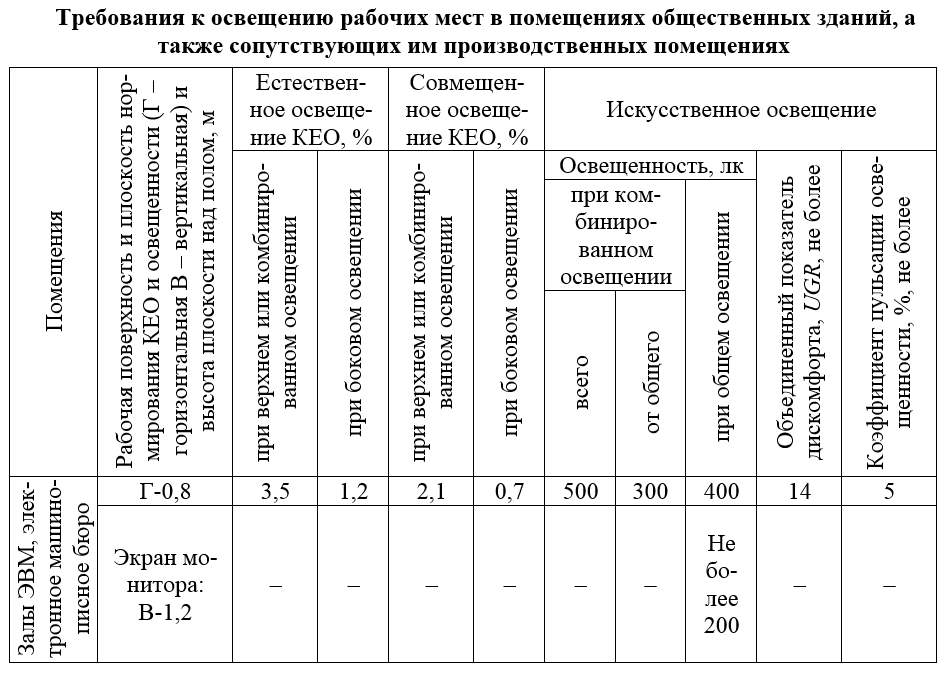 Требования к освещению рабочих мест в помещениях общественных зданий, а
также сопутствующих им производственных помещениях
Помещения
Рабочая поверхность и плоскость нор-
мирования КЕО и освещенности (Г –
горизонтальная В – вертикальная) и
высота плоскости над полом, м
Естествен-
ное освеще-
ние КЕО, %
при верхнем или комбиниро-
ванном освещении
при боковом освещении
Совмещен-
ное освеще-
ние КЕО, %
при верхнем или комбиниро-
ванном освещении
при боковом освещении
Искусственное освещение
Освещенность, лк
при ком-
биниро-
ванном
освещении
всего
от общего
при общем освещении
Объединенный показатель
дискомфорта, UGR, не более
Коэффициент пульсации осве-
щенности, %, не более
Залы ЭВМ, элек-
тронное машино-
писное бюро
Г-0,8
3,5
1,2
2,1
0,7
500
300
400
14
5
Экран мо-
нитора:
В-1,2
–
–
–
–
–
–
Не
бо-
лее
200
–
–